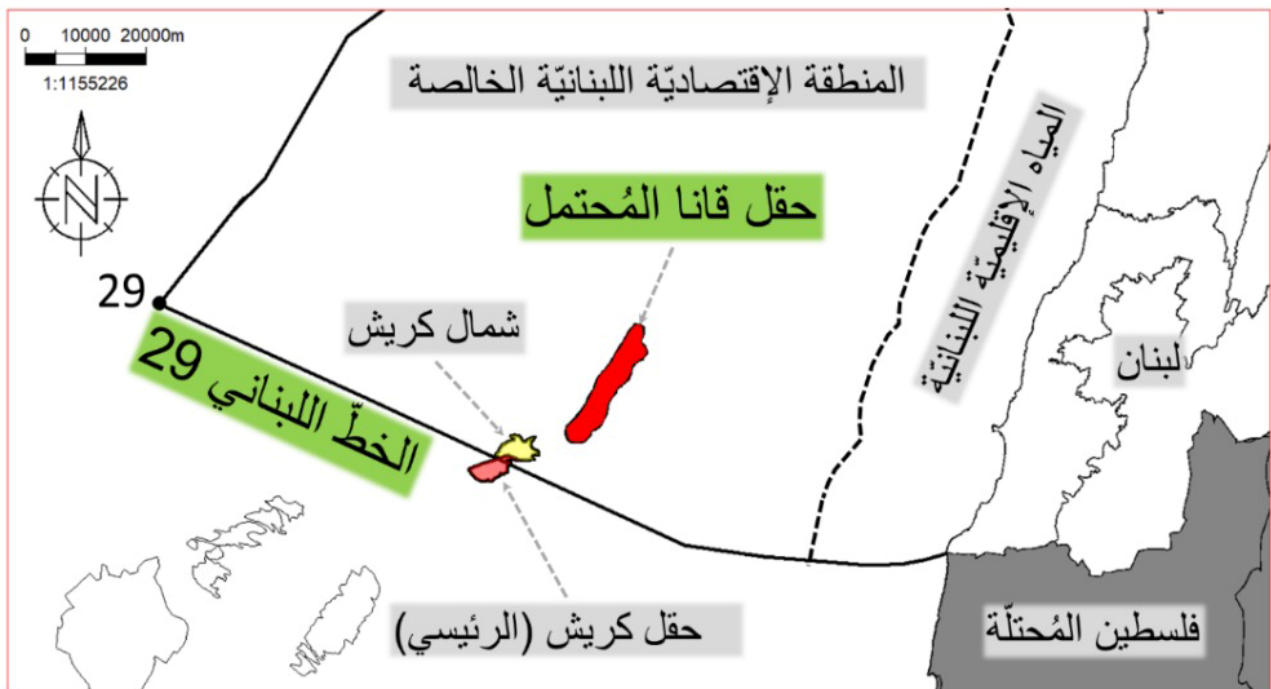 0 10000 20000m
1:1155226
N
المنطقة الإقتصاديّة اللبنانيّة الخالصة
المياه الإقليميّة اللبنانيّة
حقل قانا المُحتمل
29
شمال كريش
الخطّ اللبناني 29
لبنان
حقل كريش (الرئيسي)
فلسطين المُحتلّة